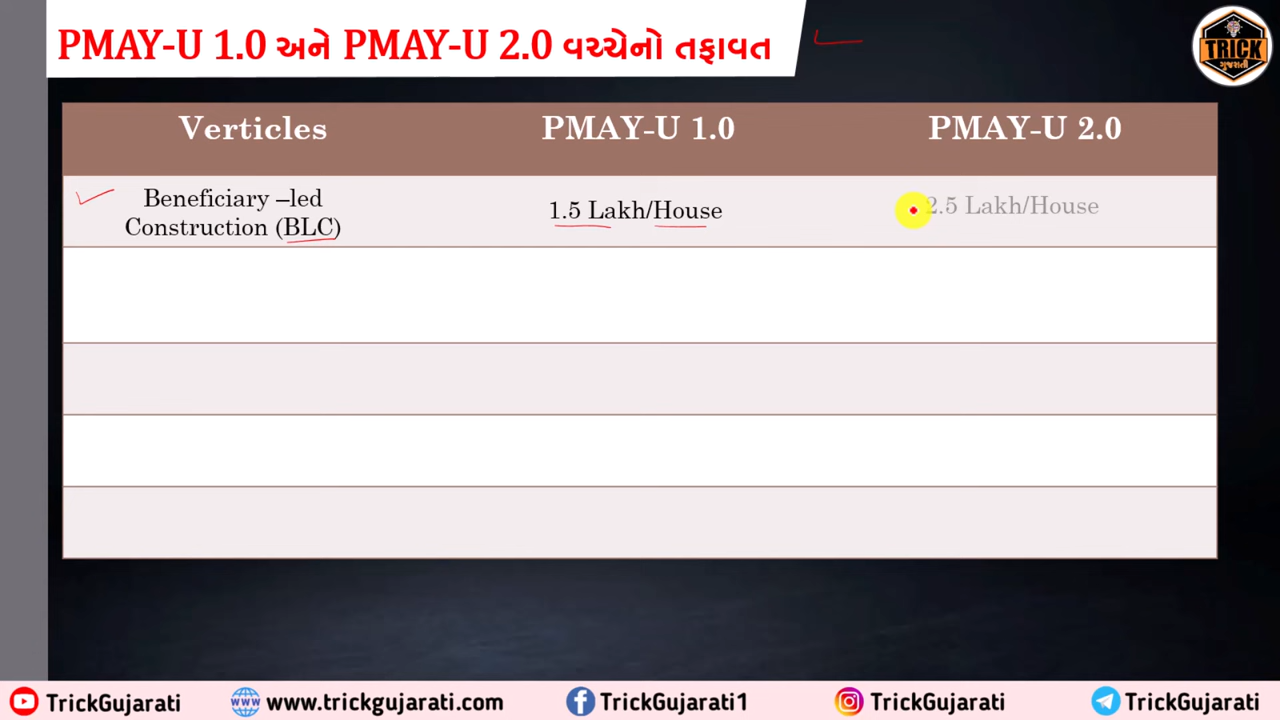 PMAY-U 1.0 અને PMAY-U 2.0 વચ્ચેનો તફાવત
TRICK
ગુજરાતી
Verticles PMAY-U 1.0 PMAY-U 2.0
Beneficiary –led
Construction (BLC)
1.5 Lakh/House
2.5 Lakh/House
TrickGujarati www.trickgujarati.com TrickGujarati1 TrickGujarati TrickGujarati